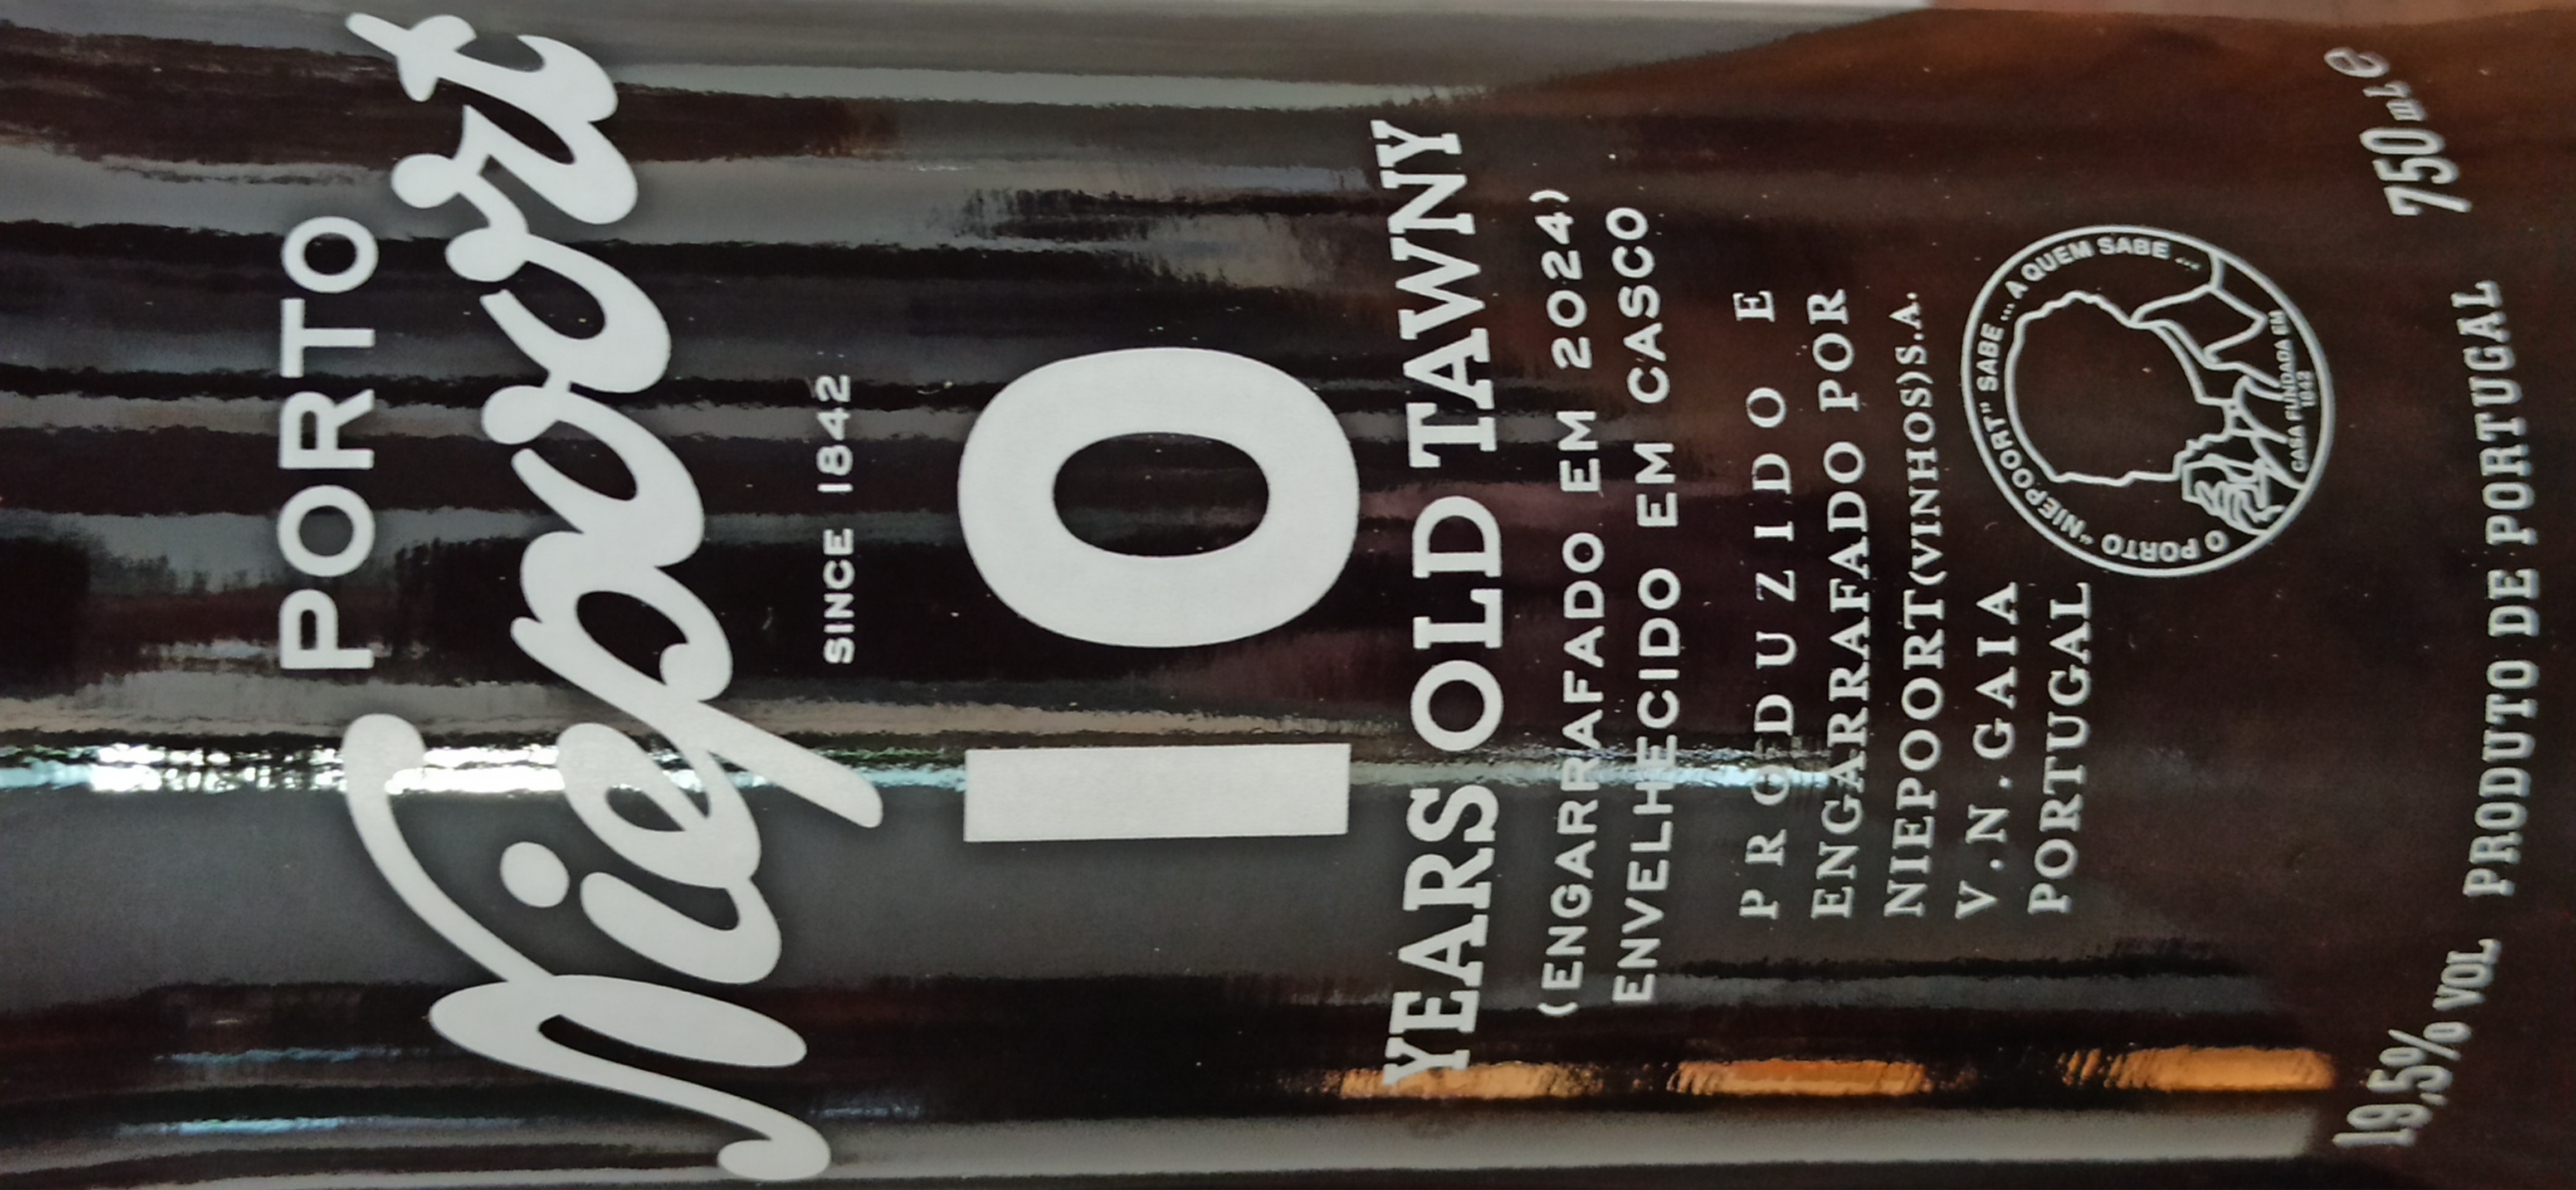 PORTO
Niepoort
SINCE 1842
10
YEARS OLD TAWNY
(ENGARRAFADO EM 2024)
ENVELHECIDO EM CASCO
PRODUZIDO E
ENGARRAFADO POR
NIEPOORT(VINHOS)S.A.
V.N.GAIA
PORTUGAL
O PORTO "NIEPOORT" SABE ... A QUEM SABE ...
CASA FUNDADA EM
1842
19,5% VOL PRODUTO DE PORTUGAL 750 mL e